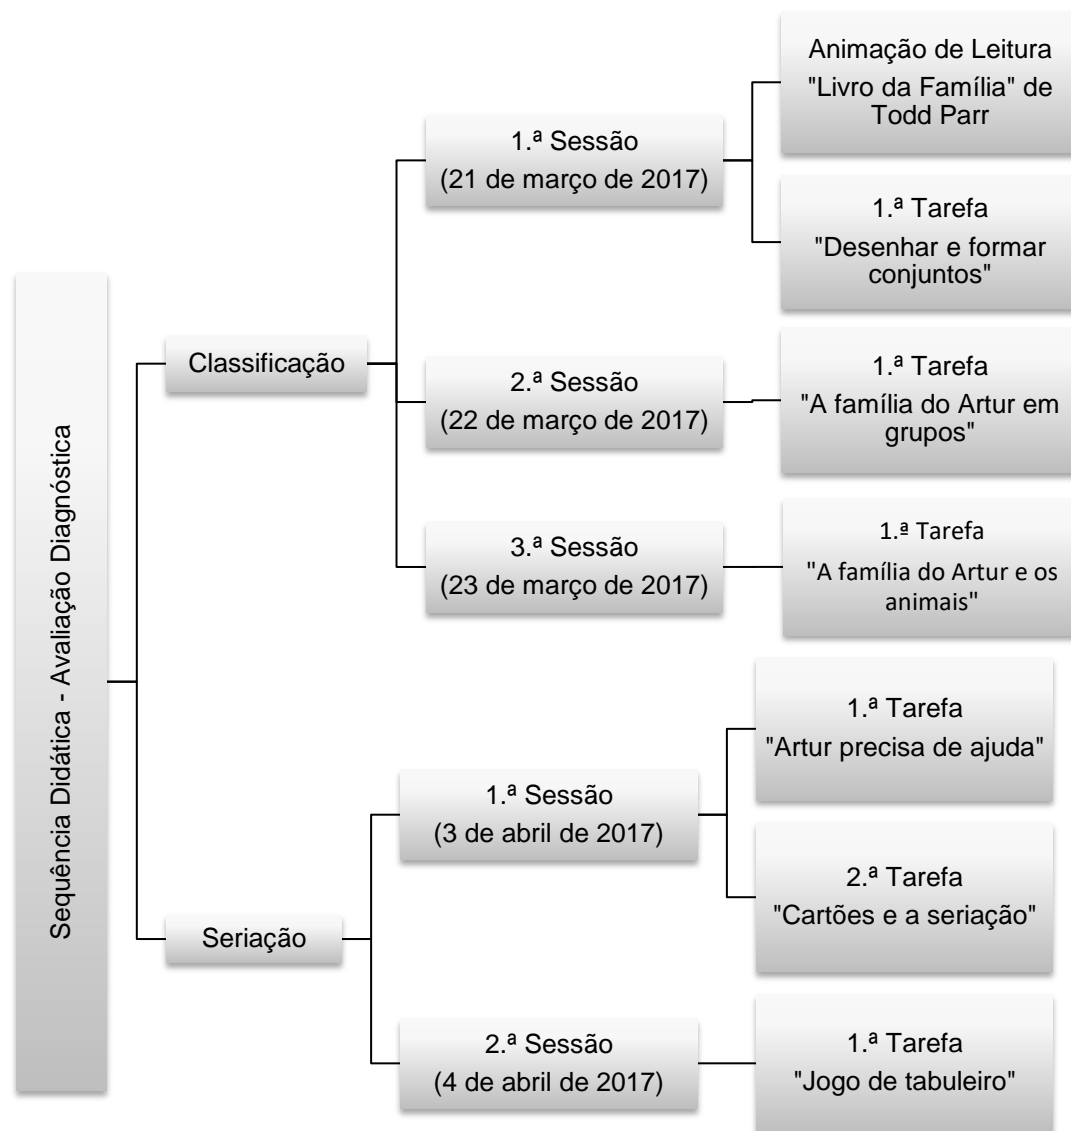 Sequência Didática - Avaliação Diagnóstica
Classificação
1.ª Sessão
(21 de março de 2017)
Animação de Leitura
"Livro da Família" de
Todd Parr
1.ª Tarefa
"Desenhar e formar
conjuntos"
2.ª Sessão
(22 de março de 2017)
1.ª Tarefa
"A família do Artur em
grupos"
3.ª Sessão
(23 de março de 2017)
1.ª Tarefa
"A família do Artur e os
animais"
Seriação
1.ª Sessão
(3 de abril de 2017)
1.ª Tarefa
"Artur precisa de ajuda"
2.ª Tarefa
"Cartões e a seriação"
2.ª Sessão
(4 de abril de 2017)
1.ª Tarefa
"Jogo de tabuleiro"